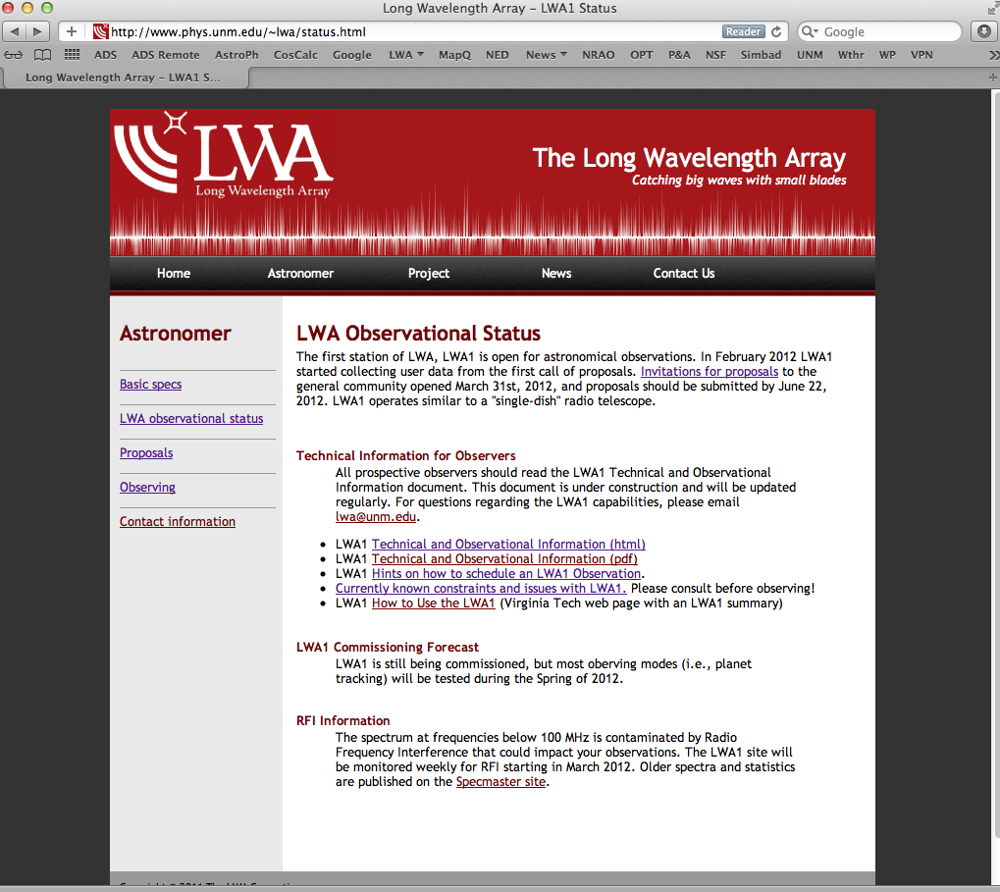 Long Wavelength Array – LWA1 Status
http://www.phys.unm.edu/~lwa/status.html
Reader
Google
ADS ADS Remote AstroPh CosCalc Google LWA MapQ NED News NRAO OPT P&A NSF Simbad UNM Wthr WP VPN
Long Wavelength Array – LWA1 S...
LWA
Long Wavelength Array
The Long Wavelength Array
Catching big waves with small blades
Home Astronomer Project News Contact Us
Astronomer
Basic specs
LWA observational status
Proposals
Observing
Contact information
LWA Observational Status
The first station of LWA, LWA1 is open for astronomical observations. In February 2012 LWA1
started collecting user data from the first call of proposals. Invitations for proposals to the
general community opened March 31st, 2012, and proposals should be submitted by June 22,
2012. LWA1 operates similar to a "single-dish" radio telescope.
Technical Information for Observers
All prospective observers should read the LWA1 Technical and Observational
Information document. This document is under construction and will be updated
regularly. For questions regarding the LWA1 capabilities, please email
lwa@unm.edu.
• LWA1 Technical and Observational Information (html)
• LWA1 Technical and Observational Information (pdf)
• LWA1 Hints on how to schedule an LWA1 Observation.
• Currently known constraints and issues with LWA1. Please consult before observing!
• LWA1 How to Use the LWA1 (Virginia Tech web page with an LWA1 summary)
LWA1 Commissioning Forecast
LWA1 is still being commissioned, but most oberving modes (i.e., planet
tracking) will be tested during the Spring of 2012.
RFI Information
The spectrum at frequencies below 100 MHz is contaminated by Radio
Frequency Interference that could impact your observations. The LWA1 site will
be monitored weekly for RFI starting in March 2012. Older spectra and statistics
are published on the Specmaster site.